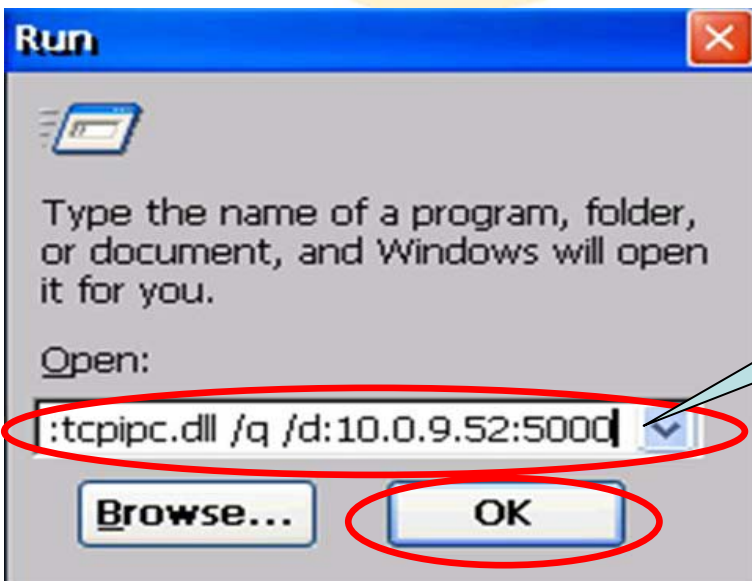 Run
Type the name of a program, folder,
or document, and Windows will open
it for you.
Open:
:tcpipc.dll /q /d:10.0.9.52:5000
Browse...
OK